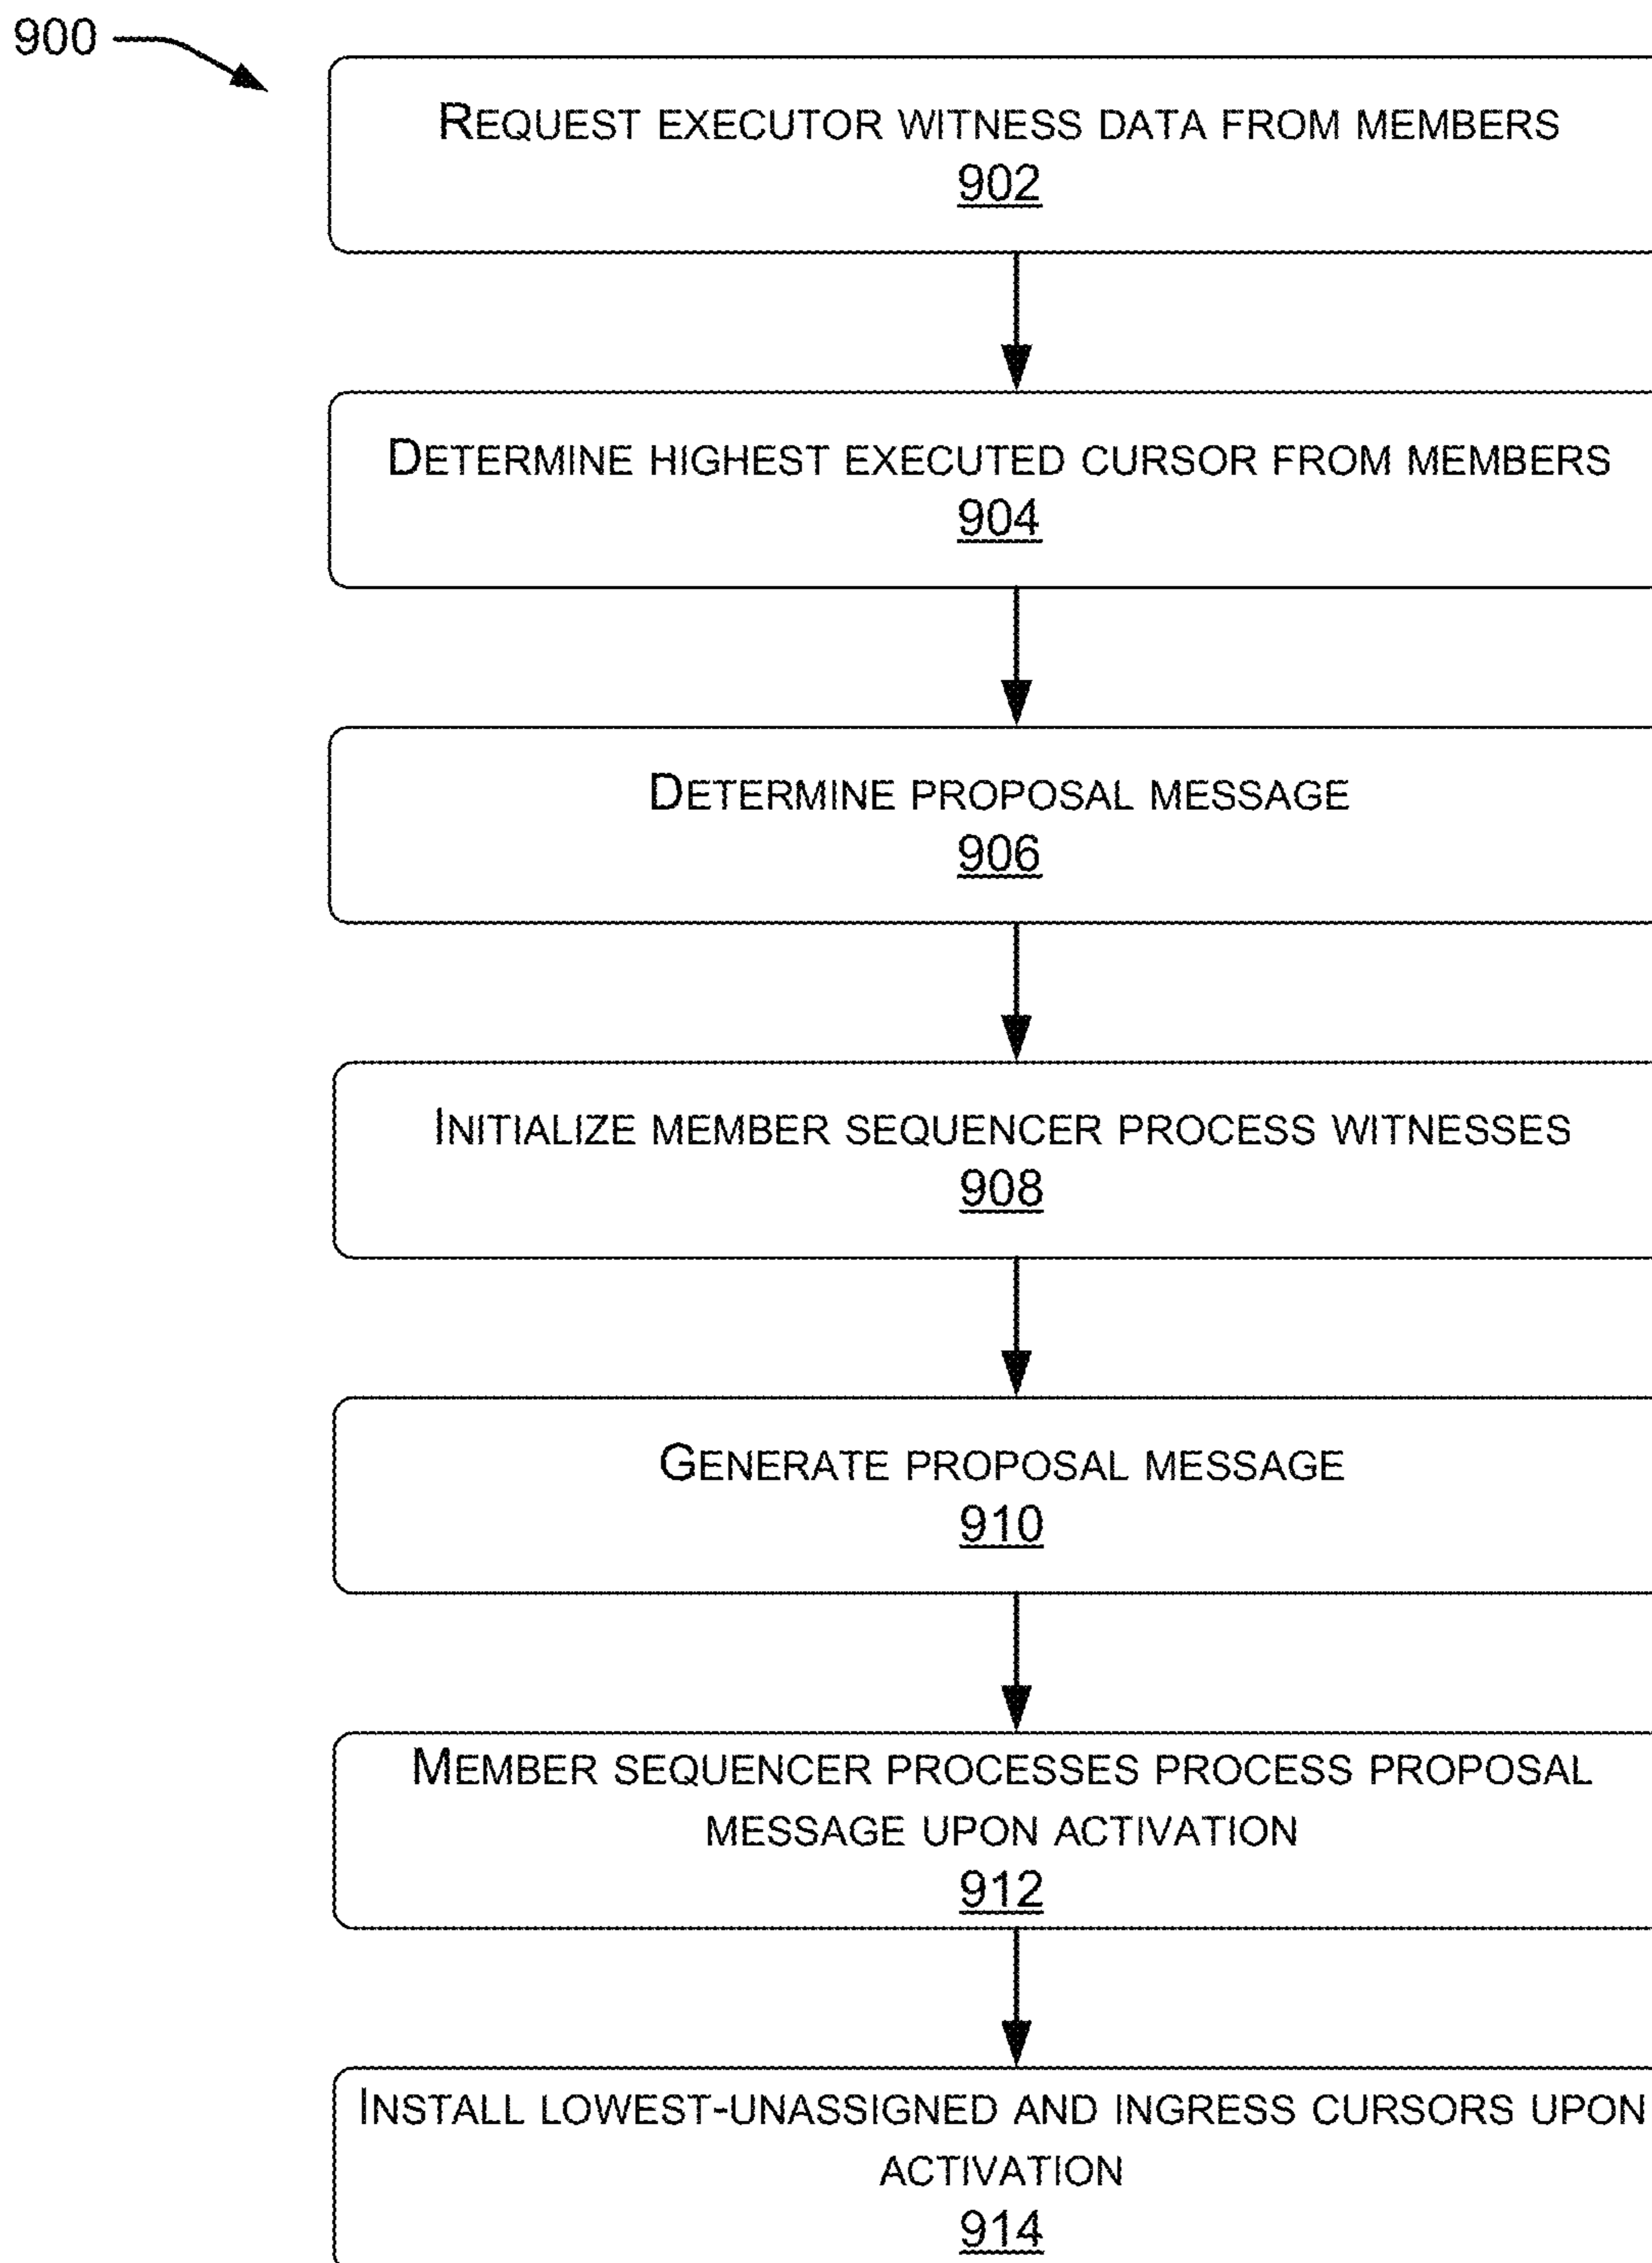 900
REQUEST EXECUTOR WITNESS DATA FROM MEMBERS
902
DETERMINE HIGHEST EXECUTED CURSOR FROM MEMBERS
904
DETERMINE PROPOSAL MESSAGE
906
INITIALIZE MEMBER SEQUENCER PROCESS WITNESSES
908
GENERATE PROPOSAL MESSAGE
910
MEMBER SEQUENCER PROCESSES PROCESS PROPOSAL
MESSAGE UPON ACTIVATION
912
INSTALL LOWEST-UNASSIGNED AND INGRESS CURSORS UPON
ACTIVATION
914